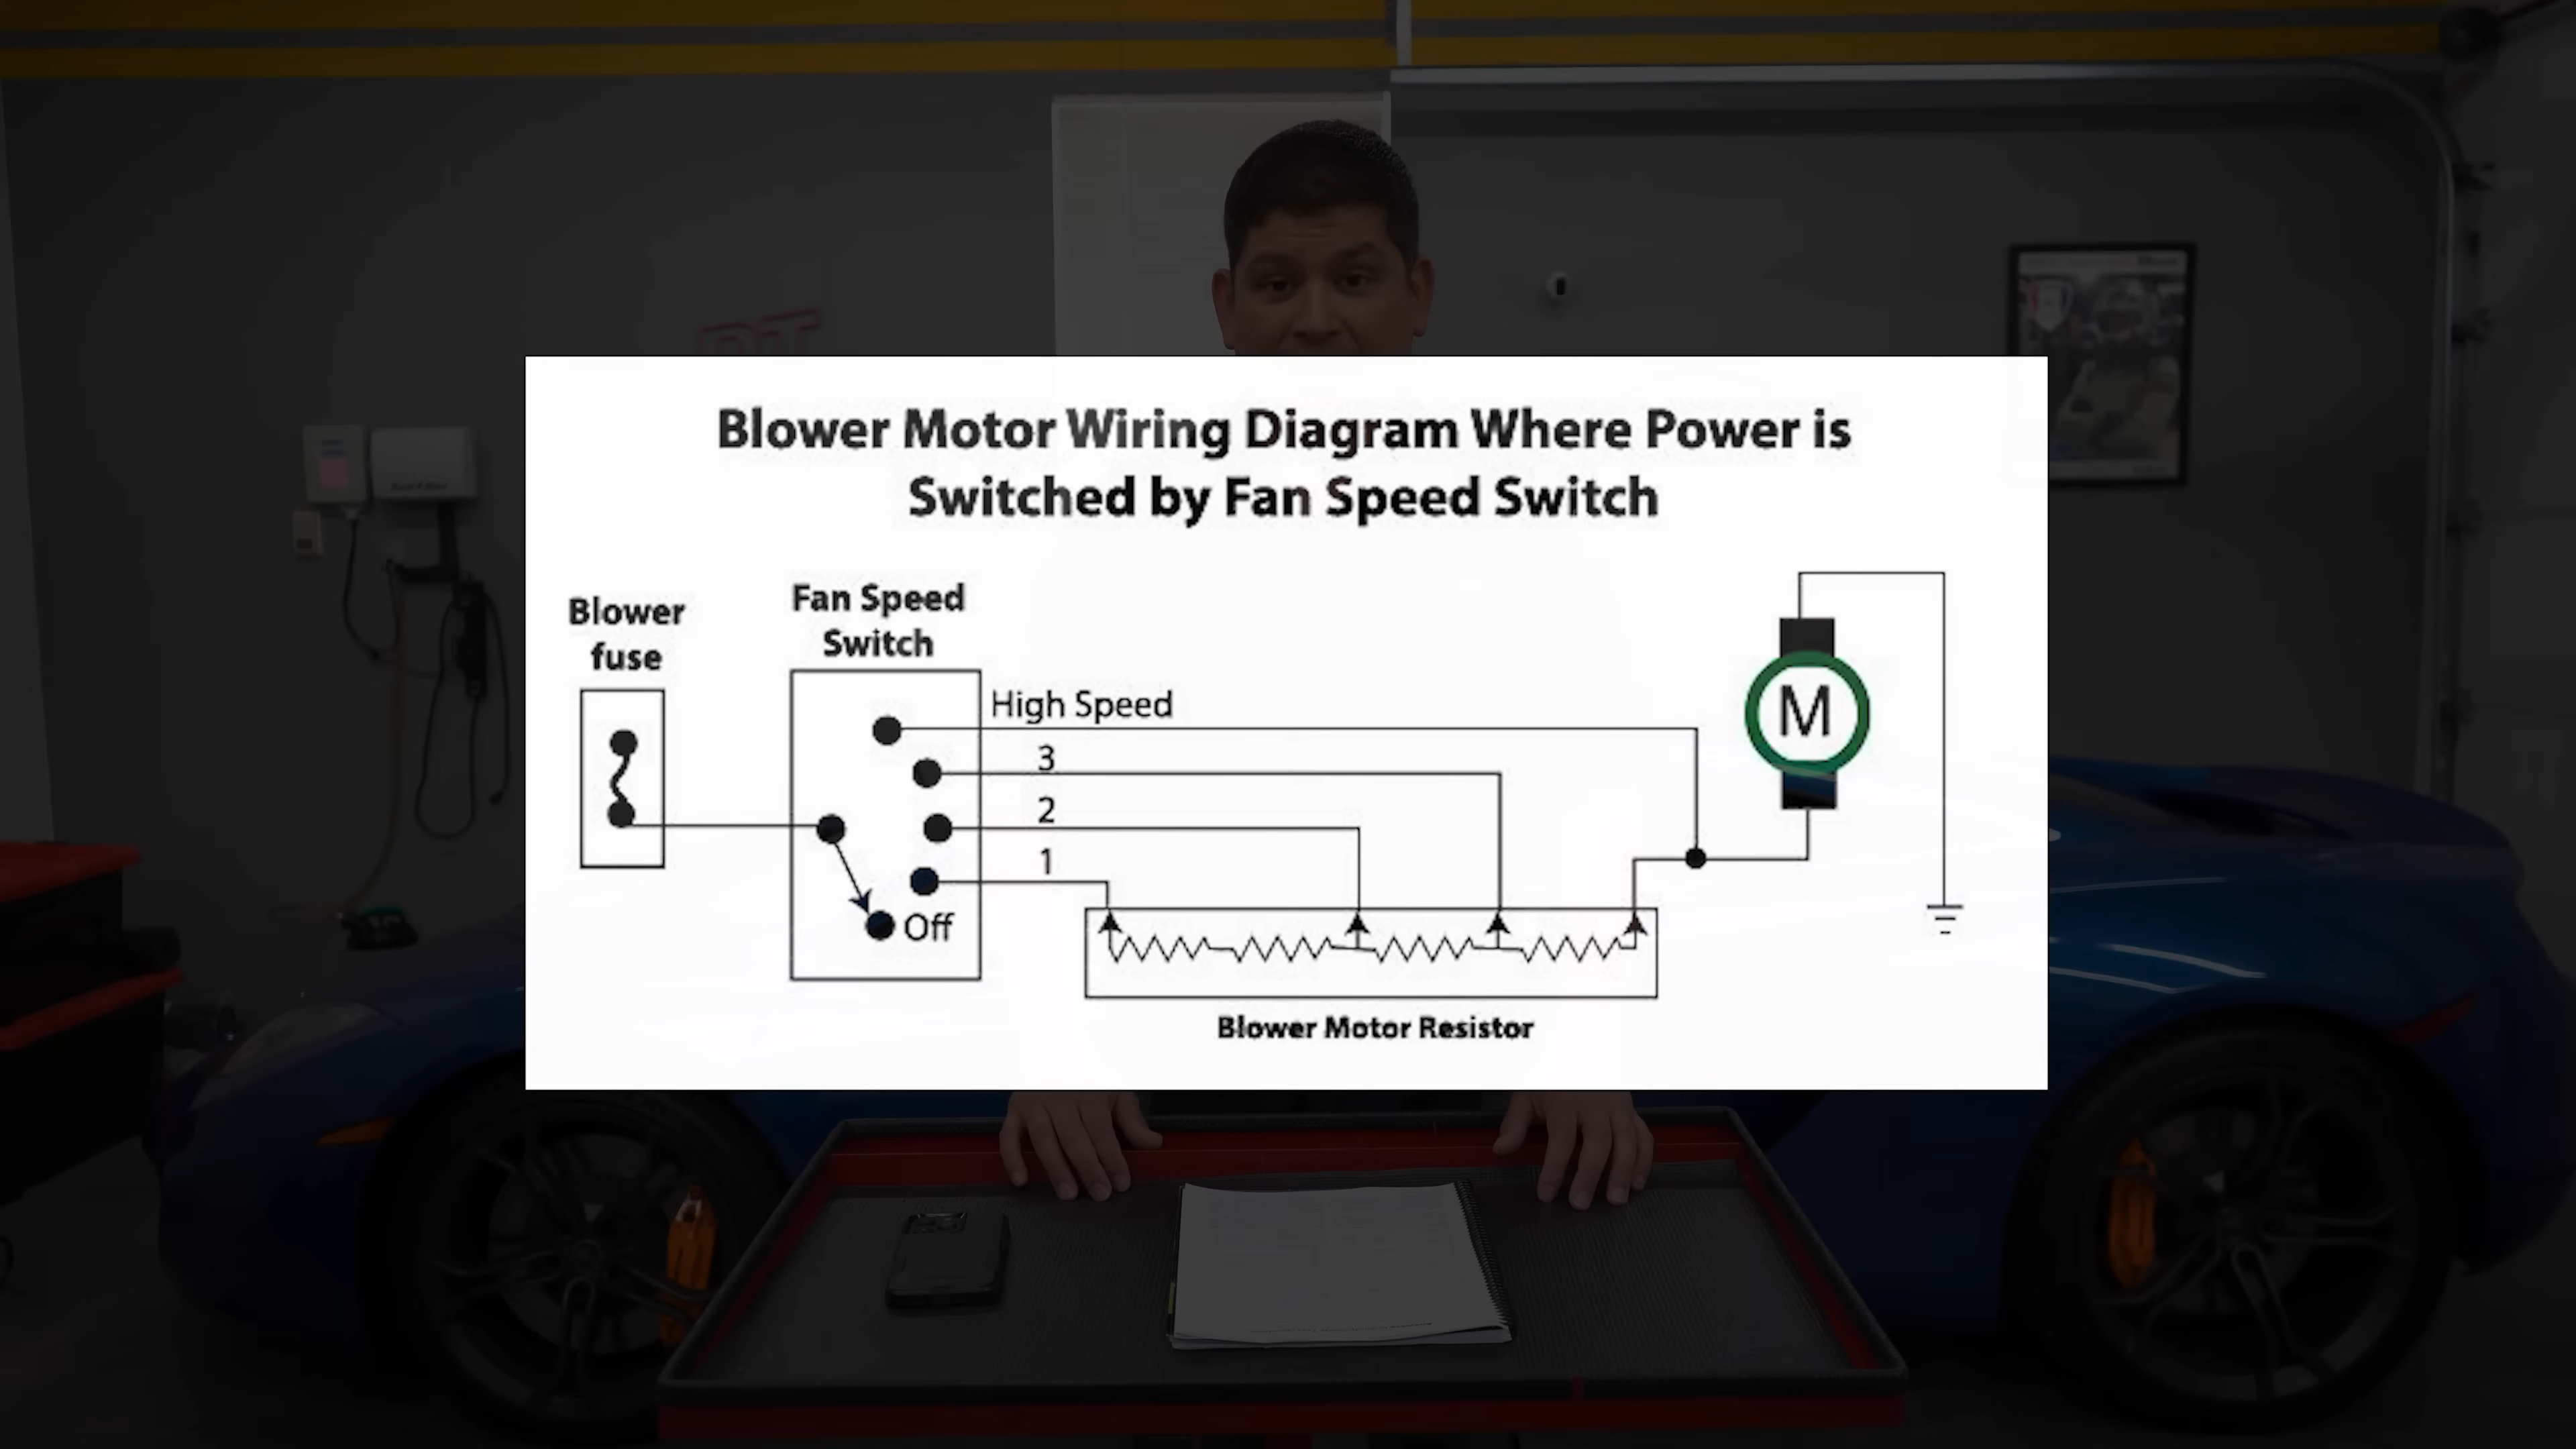 Blower Motor Wiring Diagram Where Power is
Switched by Fan Speed Switch
Blower
fuse
Fan Speed
Switch
High Speed
3
2
1
Off
M
Blower Motor Resistor